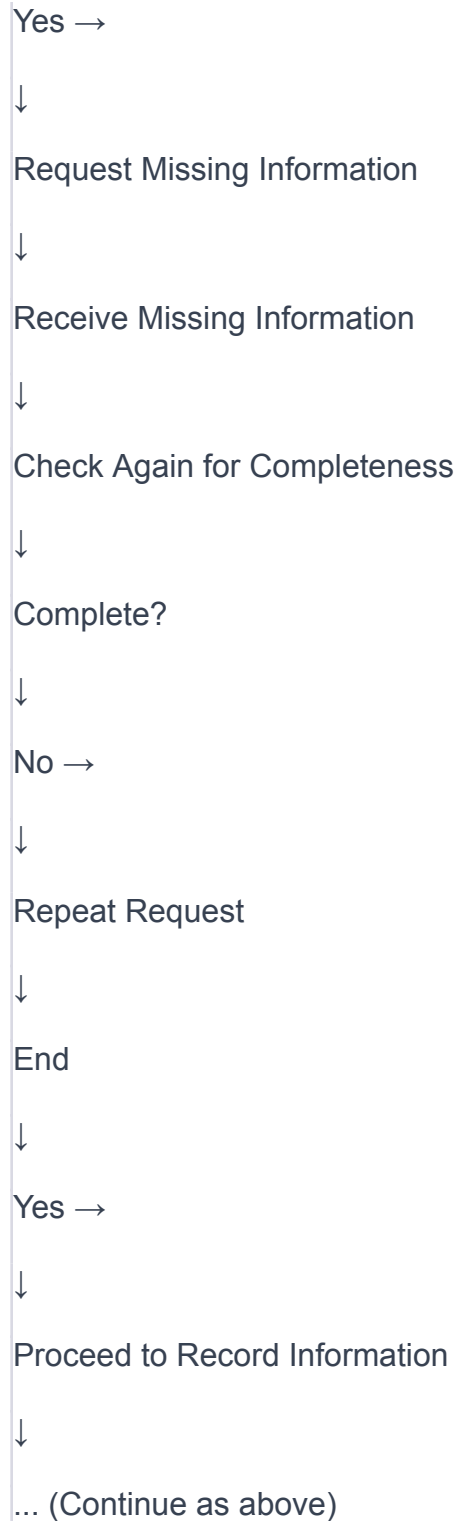 Yes →
↓
Request Missing Information
↓
Receive Missing Information
↓
Check Again for Completeness
↓
Complete?
↓
No →
↓
Repeat Request
↓
End
↓
Yes →
↓
Proceed to Record Information
↓
... (Continue as above)